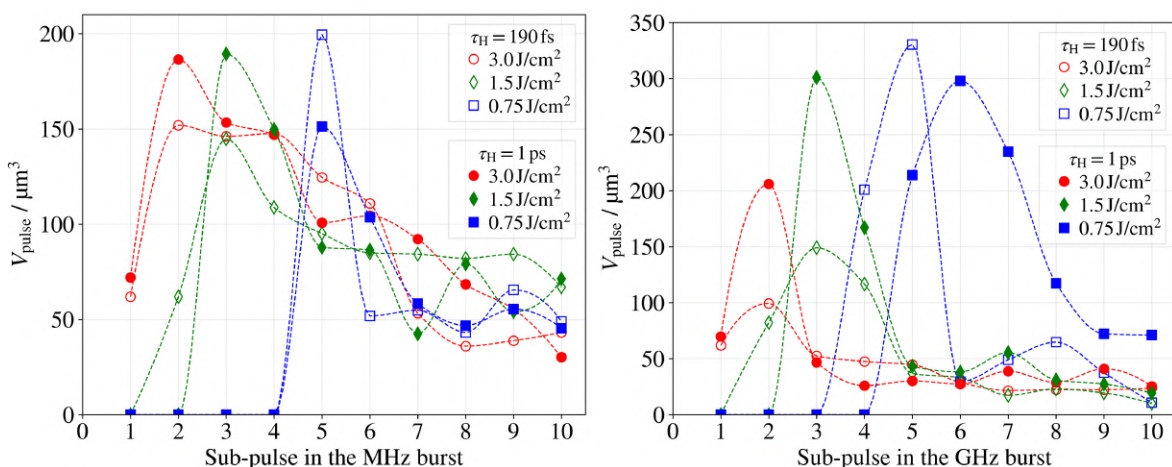 200
150
100
50
0
V_pulse / μm³
τ_H = 190 fs
3.0 J/cm²
1.5 J/cm²
0.75 J/cm²
τ_H = 1 ps
3.0 J/cm²
1.5 J/cm²
0.75 J/cm²
0 1 2 3 4 5 6 7 8 9 10
Sub-pulse in the MHz burst
350
300
250
200
150
100
50
0
V_pulse / μm³
τ_H = 190 fs
3.0 J/cm²
1.5 J/cm²
0.75 J/cm²
τ_H = 1 ps
3.0 J/cm²
1.5 J/cm²
0.75 J/cm²
0 1 2 3 4 5 6 7 8 9 10
Sub-pulse in the GHz burst